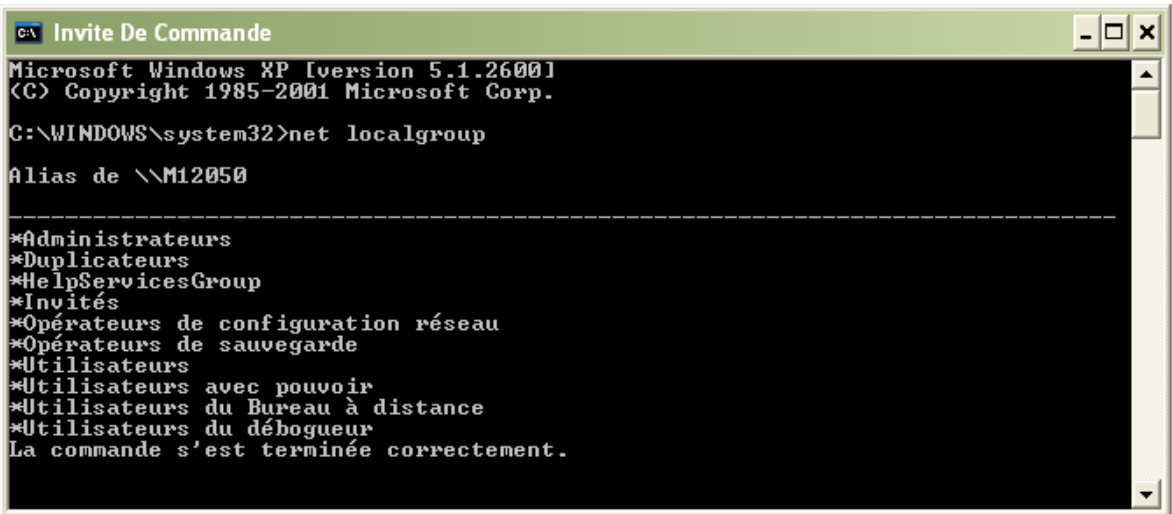 Invite De Commande
Microsoft Windows XP [version 5.1.2600]
(C) Copyright 1985-2001 Microsoft Corp.
C:\WINDOWS\system32>net localgroup
Alias de \\M12050
-------------------------------------------------------------------------------
*Administrateurs
*Duplicateurs
*HelpServicesGroup
*Invités
*Opérateurs de configuration réseau
*Opérateurs de sauvegarde
*Utilisateurs
*Utilisateurs avec pouvoir
*Utilisateurs du Bureau à distance
*Utilisateurs du débogueur
La commande s'est terminée correctement.